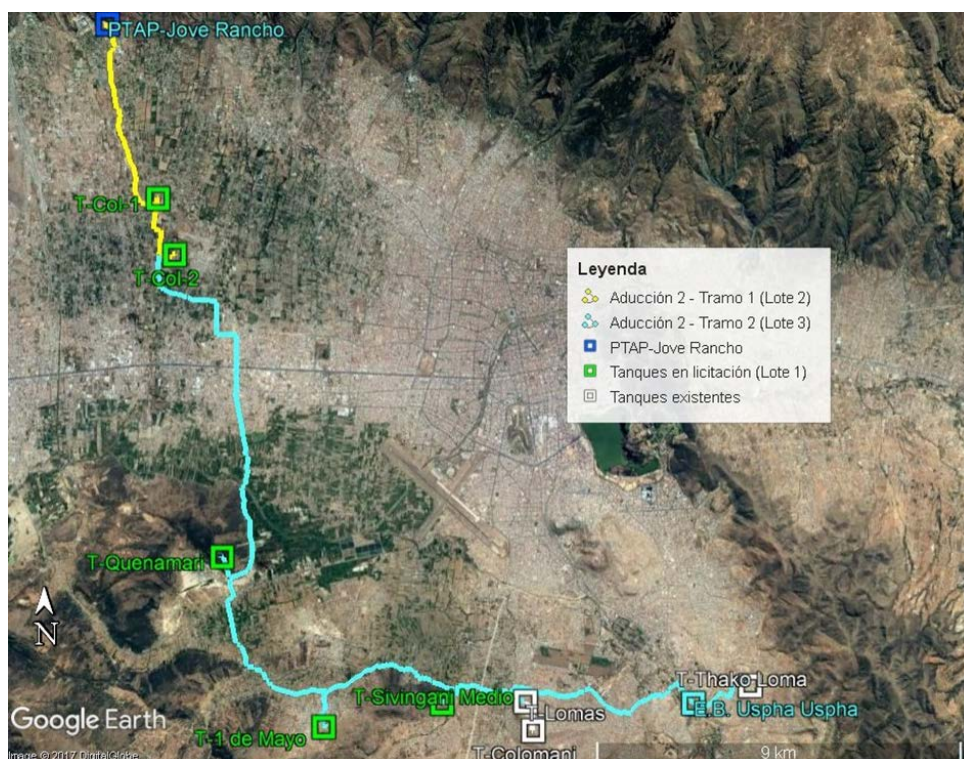 PTAP-Jove Rancho
T-Col-1
T-Col-2
Leyenda
Aducción 2 - Tramo 1 (Lote 2)
Aducción 2 - Tramo 2 (Lote 3)
PTAP-Jove Rancho
Tanques en licitación (Lote 1)
Tanques existentes
T-Quenamari
N
T-Thako Loma
T-Sivingani Medio
E.B. Uspha Uspha
T-Lomas
Google Earth
T-1 de Mayo
T-Colomani
9 km
Image © 2017 DigitalGlobe